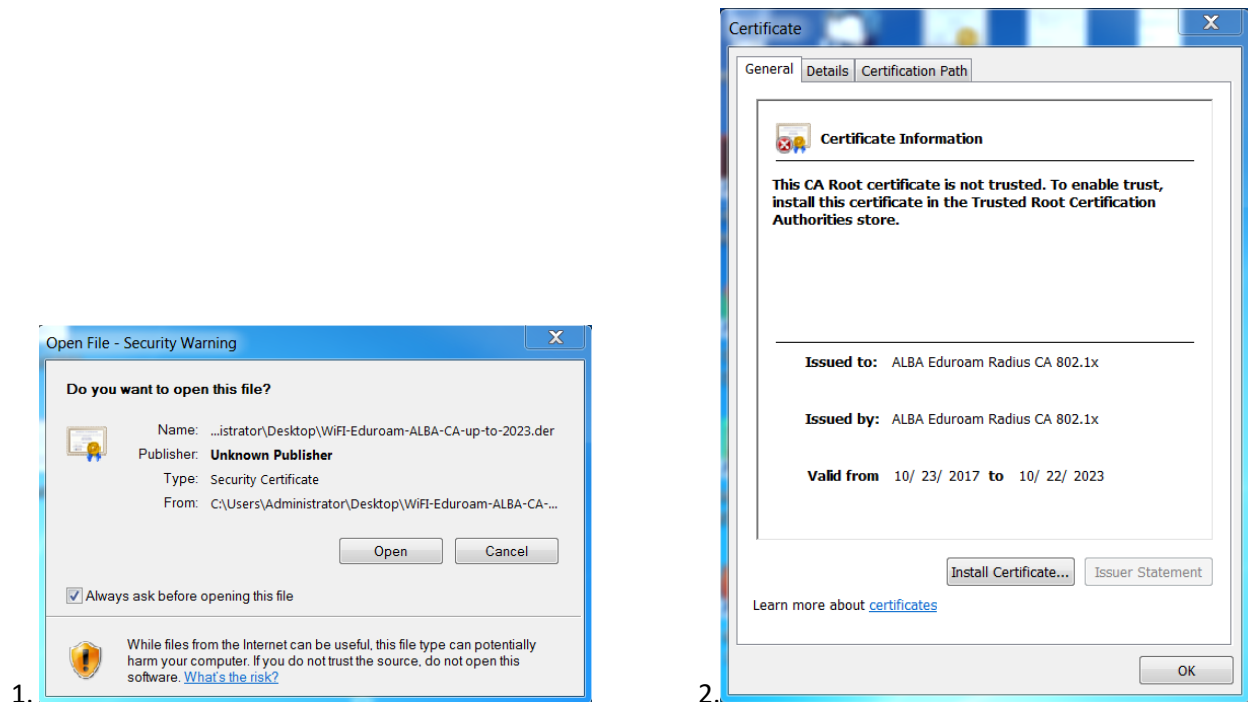 Open File - Security Warning
X
Do you want to open this file?
Name: ...istrator\Desktop\WiFI-Eduroam-ALBA-CA-up-to-2023.der
Publisher: Unknown Publisher
Type: Security Certificate
From: C:\Users\Administrator\Desktop\WiFI-Eduroam-ALBA-CA-...
Open Cancel
Always ask before opening this file
While files from the Internet can be useful, this file type can potentially
harm your computer. If you do not trust the source, do not open this
software. What's the risk?
1.
Certificate
X
General Details Certification Path
Certificate Information
This CA Root certificate is not trusted. To enable trust,
install this certificate in the Trusted Root Certification
Authorities store.
Issued to: ALBA Eduroam Radius CA 802.1x
Issued by: ALBA Eduroam Radius CA 802.1x
Valid from 10/ 23/ 2017 to 10/ 22/ 2023
Install Certificate... Issuer Statement
Learn more about certificates
OK
2.